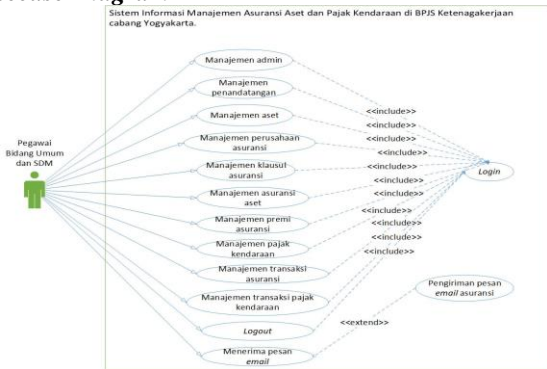 Sistem Informasi Manajemen Asuransi Aset dan Pajak Kendaraan di BPJS Ketenagakerjaan
cabang Yogyakarta.
Pegawai
Bidang Umum
dan SDM
Manajemen admin
Manajemen
penandatangan
Manajemen aset
Manajemen perusahaan
asuransi
Manajemen klausul
asuransi
Manajemen asuransi
aset
Manajemen premi
asuransi
Manajemen pajak
kendaraan
Manajemen transaksi
asuransi
Manajemen transaksi pajak
kendaraan
Logout
Menerima pesan
email
<<include>>
<<include>>
<<include>>
<<include>>
<<include>>
<<include>>
<<include>>
<<include>>
<<include>>
<<include>>
<<include>>
Login
Pengiriman pesan
email asuransi
<<extend>>